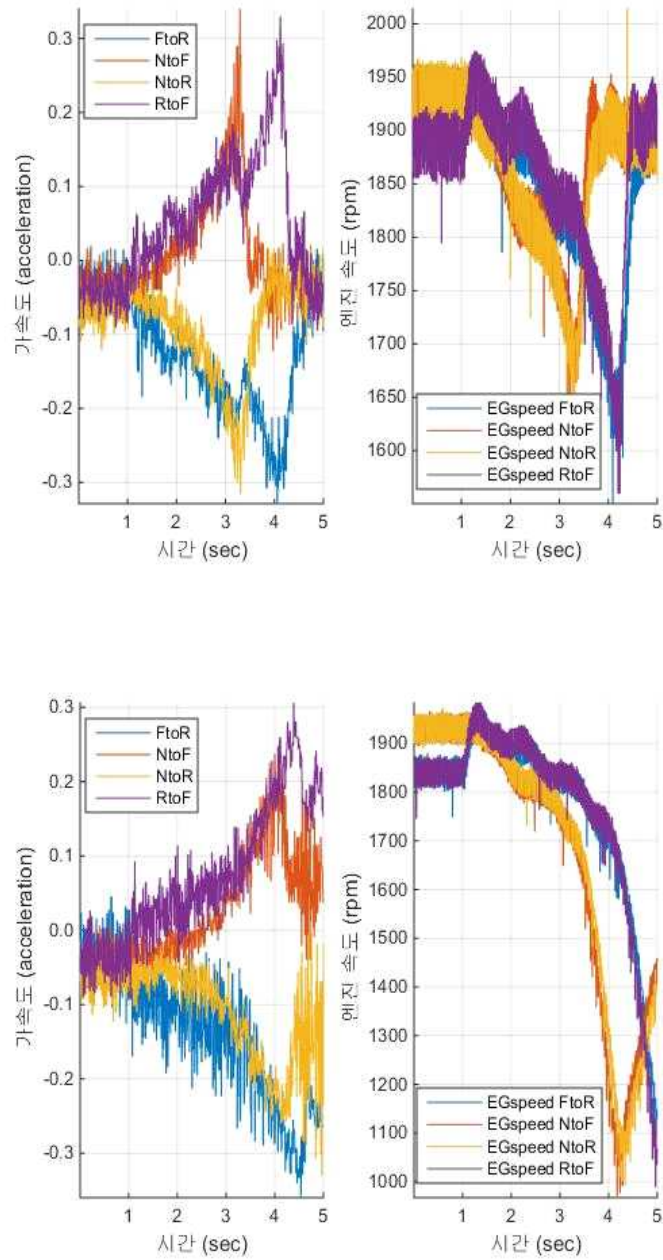 0.3
0.2
0.1
0.0
-0.1
-0.2
-0.3
가속도 (acceleration)
FtoR
NtoF
NtoR
RtoF
1 2 3 4 5
시간 (sec)
2000
1950
1900
1850
1800
1750
1700
1650
1600
엔진 속도 (rpm)
EGspeed FtoR
EGspeed NtoF
EGspeed NtoR
EGspeed RtoF
1 2 3 4 5
시간 (sec)
0.3
0.2
0.1
0.0
-0.1
-0.2
-0.3
가속도 (acceleration)
FtoR
NtoF
NtoR
RtoF
1 2 3 4 5
시간 (sec)
1900
1800
1700
1600
1500
1400
1300
1200
1100
1000
엔진 속도 (rpm)
EGspeed FtoR
EGspeed NtoF
EGspeed NtoR
EGspeed RtoF
1 2 3 4 5
시간 (sec)